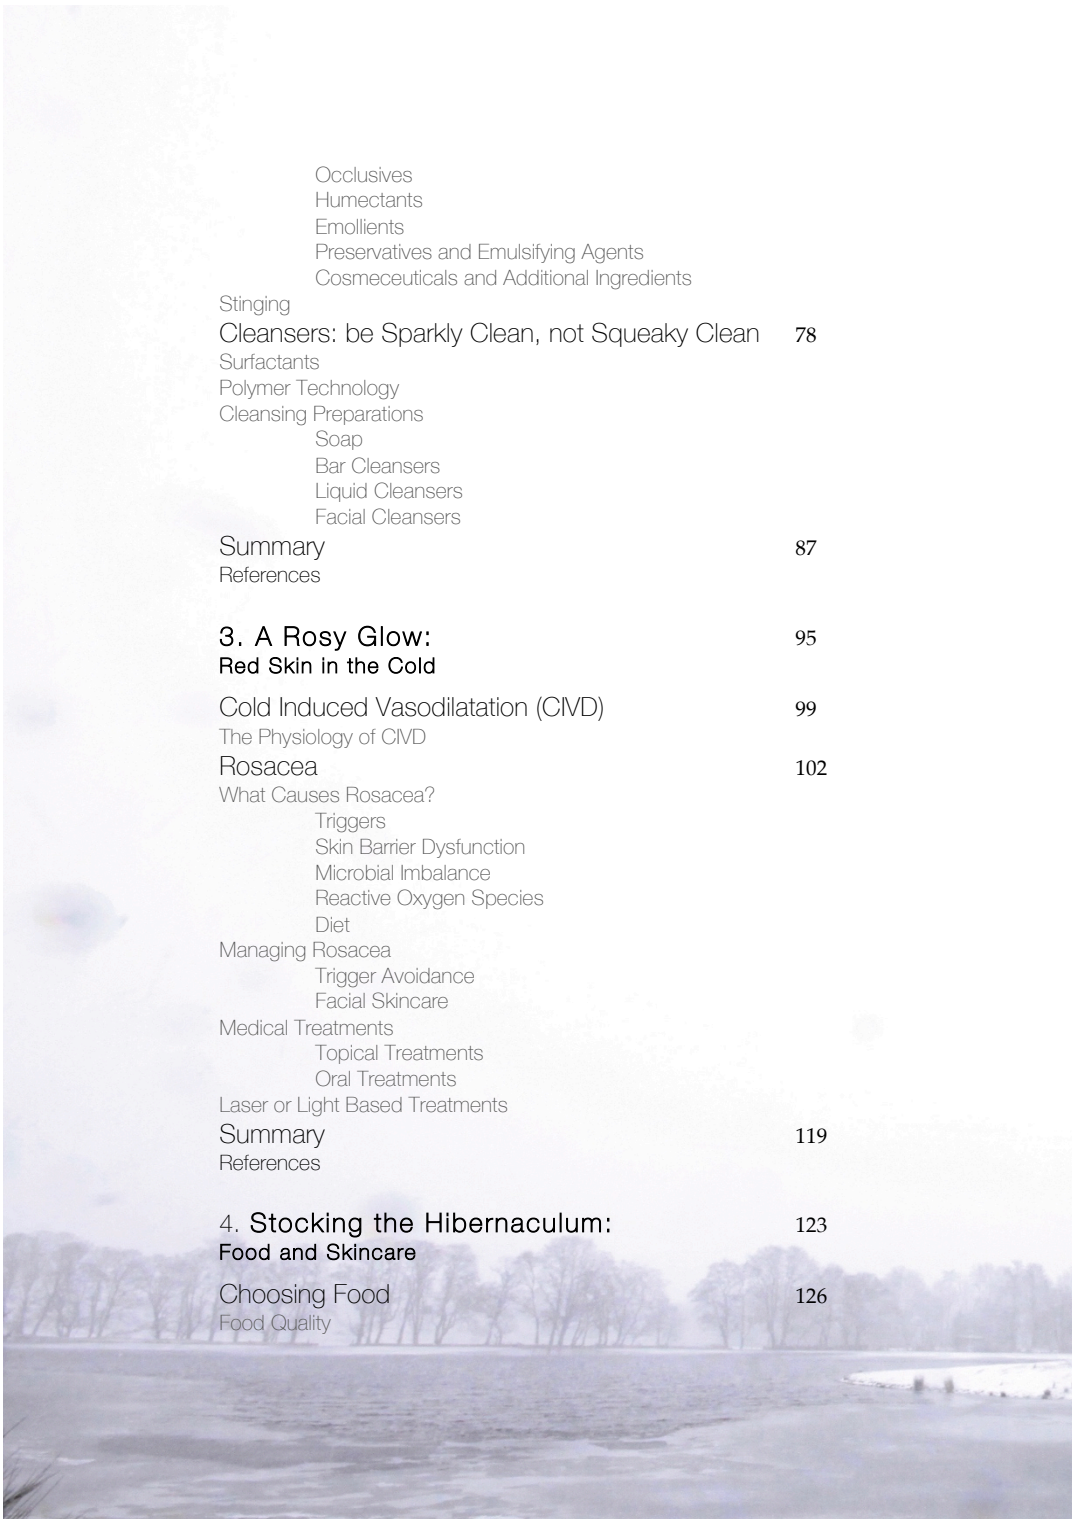 Occlusives
Humectants
Emollients
Preservatives and Emulsifying Agents
Cosmeceuticals and Additional Ingredients
Stinging
Cleansers: be Sparkly Clean, not Squeaky Clean 78
Surfactants
Polymer Technology
Cleansing Preparations
Soap
Bar Cleansers
Liquid Cleansers
Facial Cleansers
Summary 87
References
3. A Rosy Glow: 95
Red Skin in the Cold
Cold Induced Vasodilatation (CIVD) 99
The Physiology of CIVD
Rosacea 102
What Causes Rosacea?
Triggers
Skin Barrier Dysfunction
Microbial Imbalance
Reactive Oxygen Species
Diet
Managing Rosacea
Trigger Avoidance
Facial Skincare
Medical Treatments
Topical Treatments
Oral Treatments
Laser or Light Based Treatments
Summary 119
References
4. Stocking the Hibernaculum: 123
Food and Skincare
Choosing Food 126
Food Quality